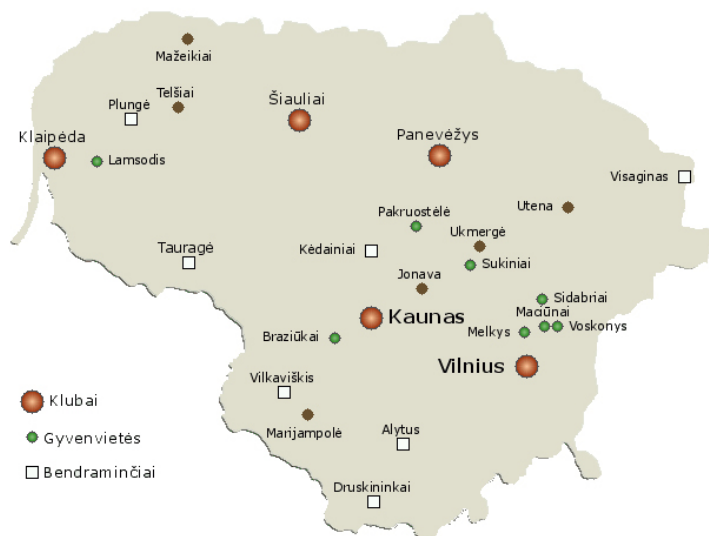 Mažeikiai
Telšiai
Plungė
Šiauliai
Klaipėda
Panevėžys
Lamsodis
Visaginas
Pakruostėlė
Utena
Ukmergė
Tauragė
Kėdainiai
Sukiniai
Jonava
Sidabriai
Mačiūnai
Kaunas
Melkys
Voskonys
Braziūkai
Vilnius
Vilkaviškis
Klubai
Marijampolė
Alytus
Gyvenvietės
Bendraminčiai
Druskininkai